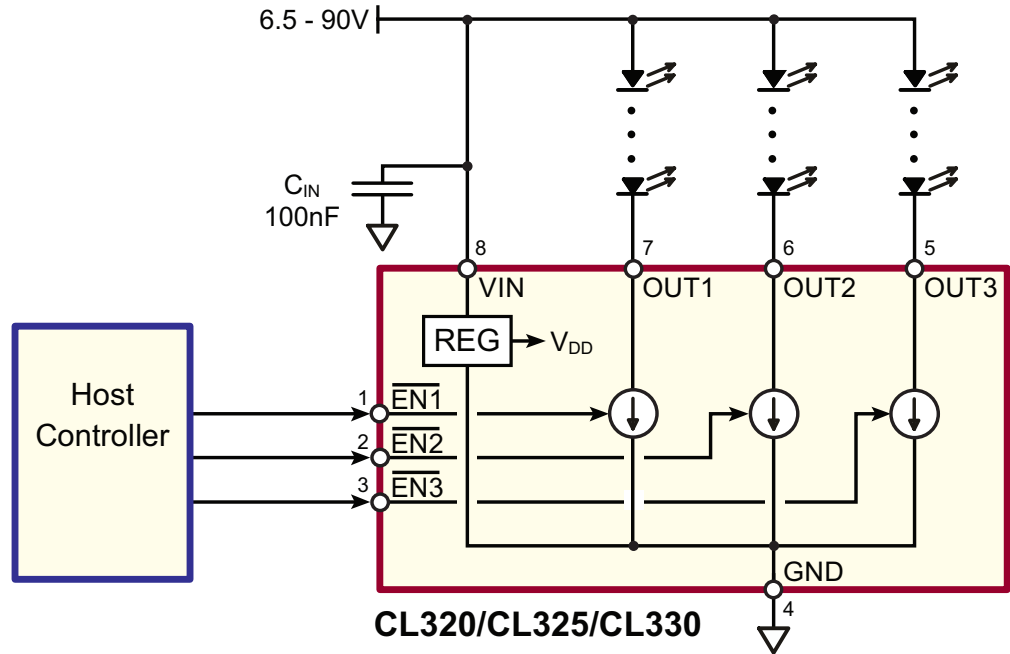 6.5 - 90V
CIN
100nF
8
7
6
5
VIN
OUT1
OUT2
OUT3
REG
VDD
Host
Controller
1
EN1
2
EN2
3
EN3
GND
4
CL320/CL325/CL330